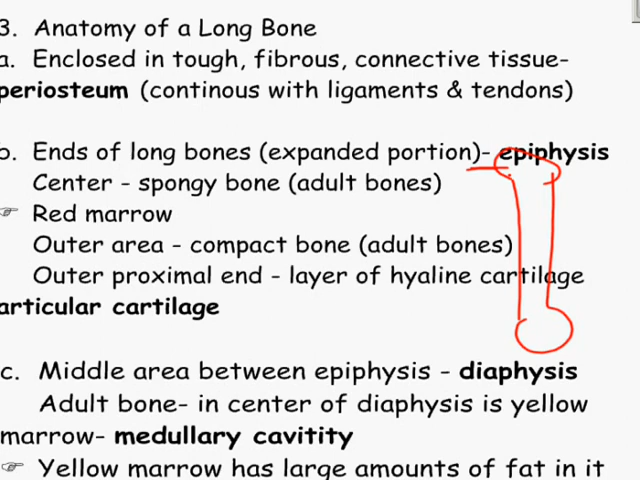 3. Anatomy of a Long Bone
a. Enclosed in tough, fibrous, connective tissue-
periosteum (continous with ligaments & tendons)
b. Ends of long bones (expanded portion)- epiphysis
Center - spongy bone (adult bones)
☞ Red marrow
Outer area - compact bone (adult bones)
Outer proximal end - layer of hyaline cartilage
articular cartilage
c. Middle area between epiphysis - diaphysis
Adult bone- in center of diaphysis is yellow
marrow- medullary cavitity
☞ Yellow marrow has large amounts of fat in it